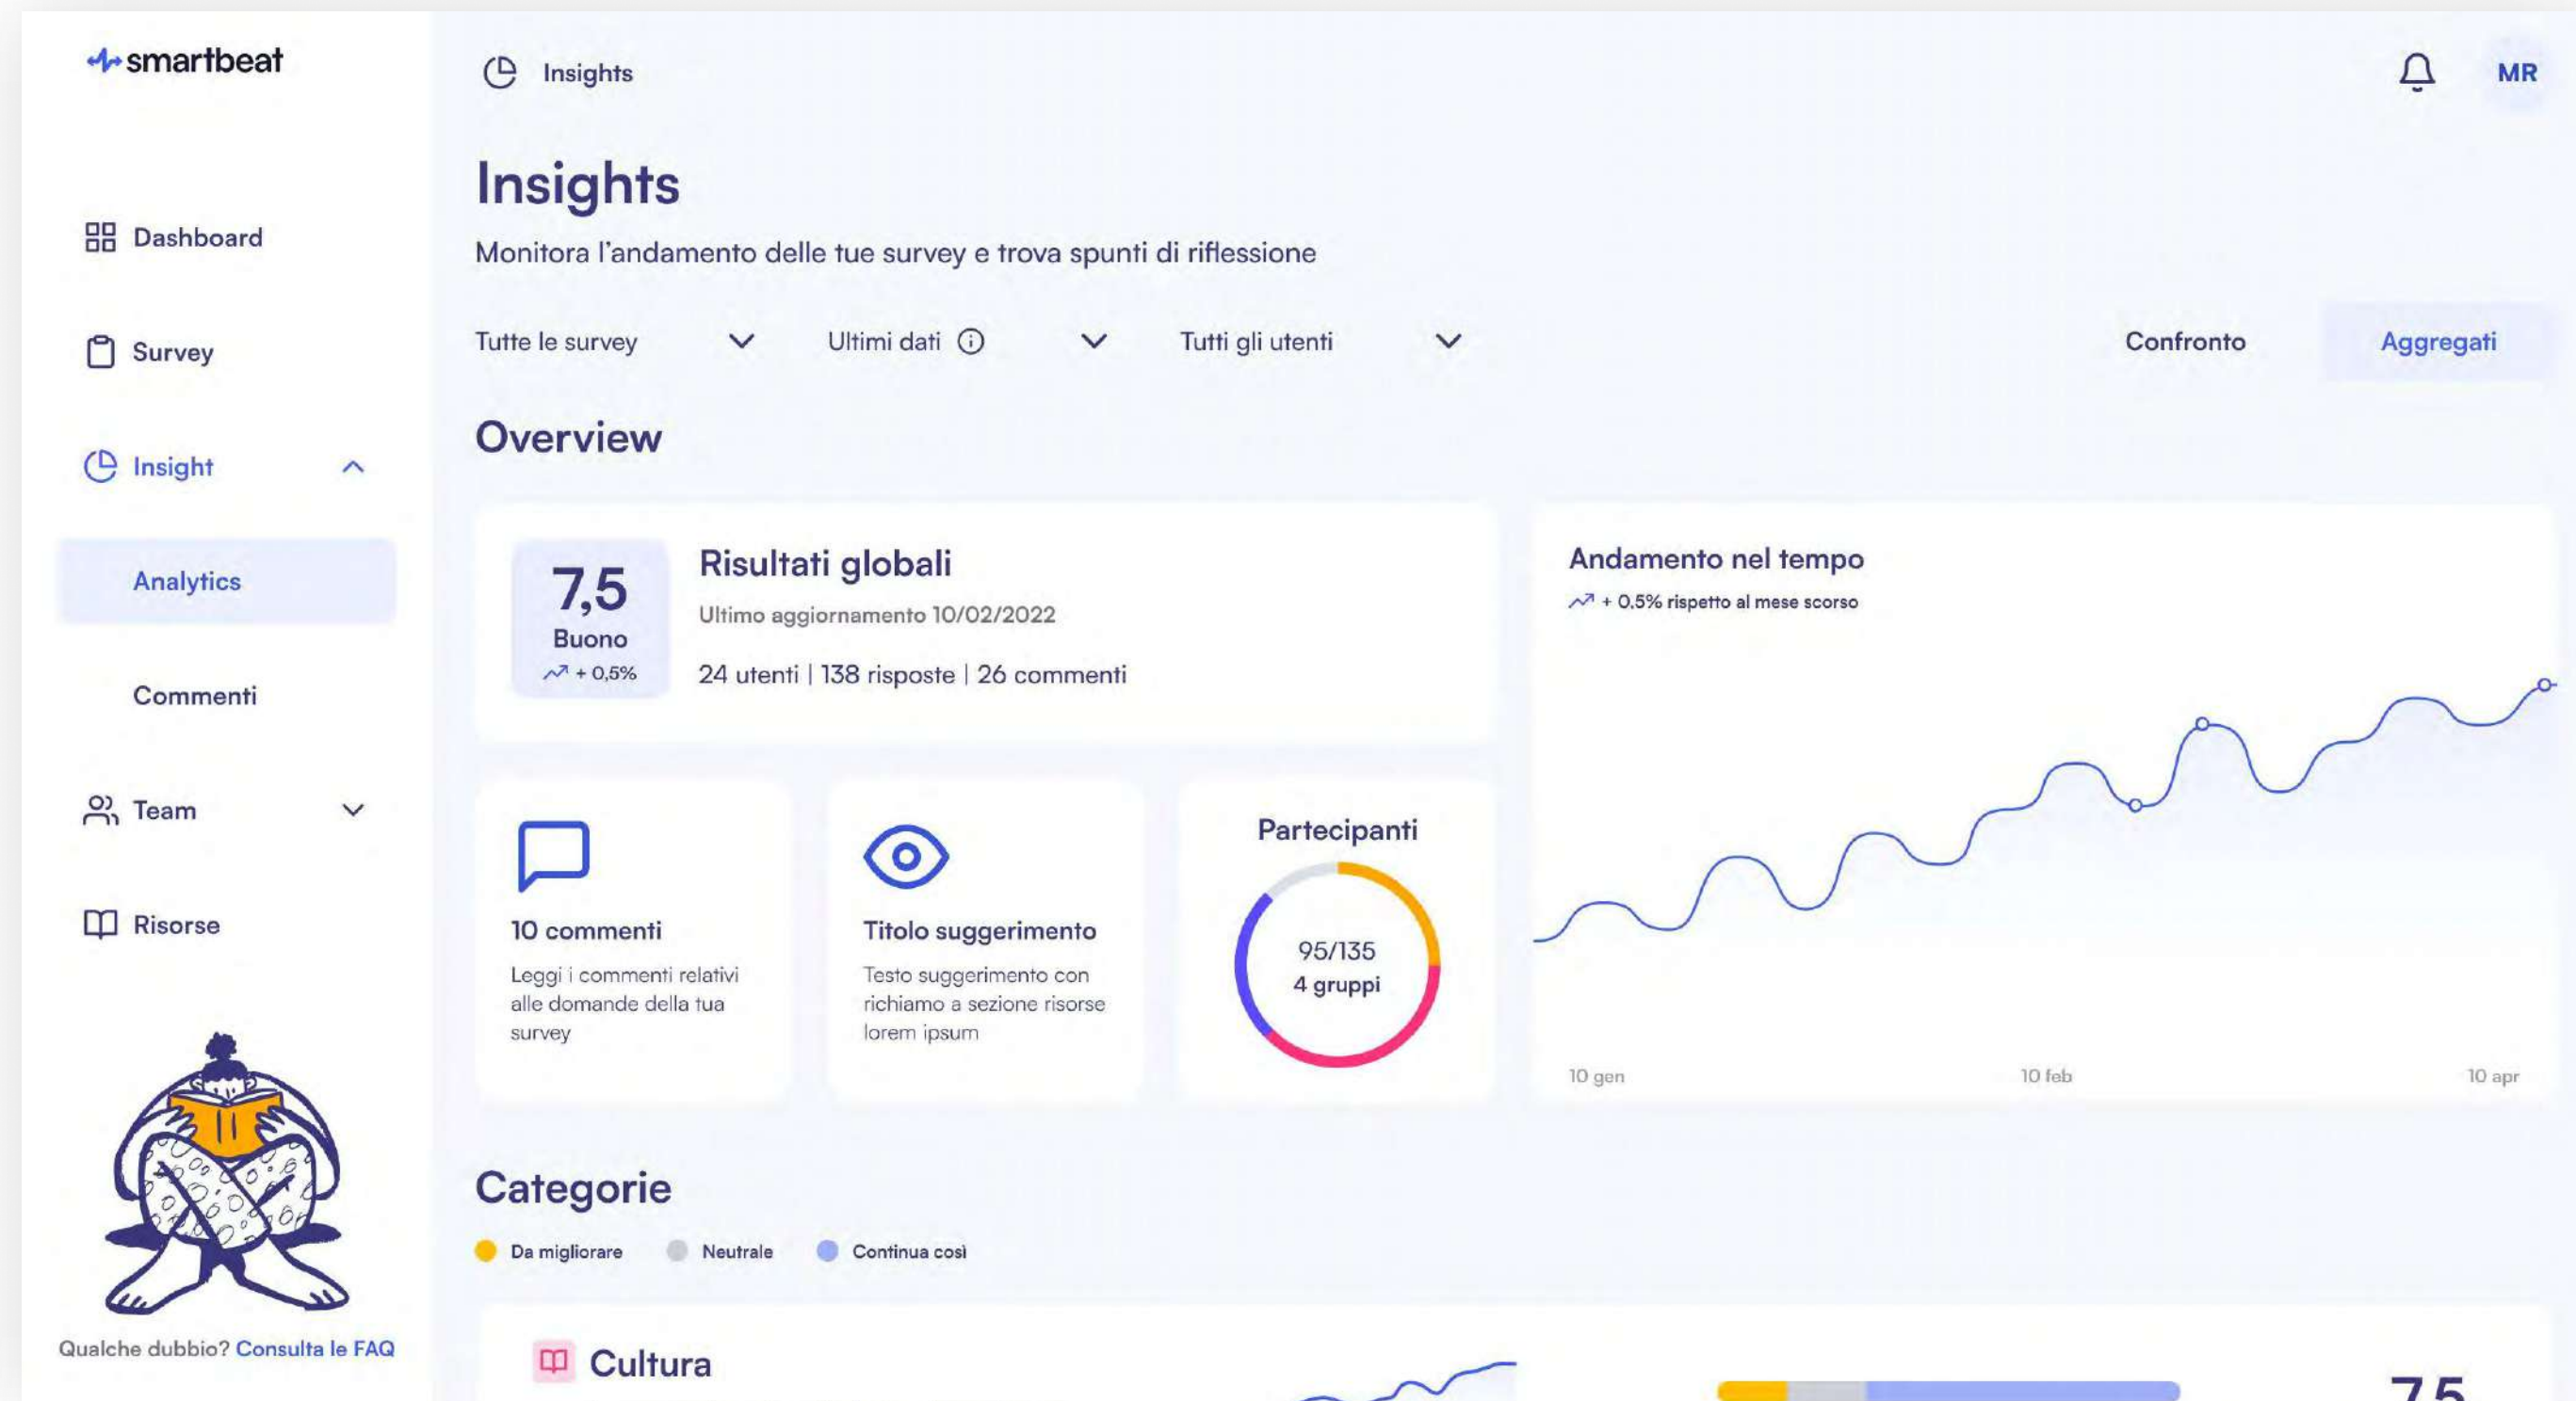 smartbeat
Dashboard
Survey
Insight
Analytics
Commenti
Team
Risorse
Qualche dubbio? Consulta le FAQ
Insights
MR
Insights
Monitora l'andamento delle tue survey e trova spunti di riflessione
Tutte le survey
Ultimi dati
Tutti gli utenti
Confronto
Aggregati
Overview
7,5
Buono
+ 0,5%
Risultati globali
Ultimo aggiornamento 10/02/2022
24 utenti | 138 risposte | 26 commenti
10 commenti
Leggi i commenti relativi
alle domande della tua
survey
Titolo suggerimento
Testo suggerimento con
richiamo a sezione risorse
lorem ipsum
Partecipanti
95/135
4 gruppi
Andamento nel tempo
+ 0.5% rispetto al mese scorso
10 gen
10 feb
10 apr
Categorie
Da migliorare
Neutrale
Continua così
Cultura